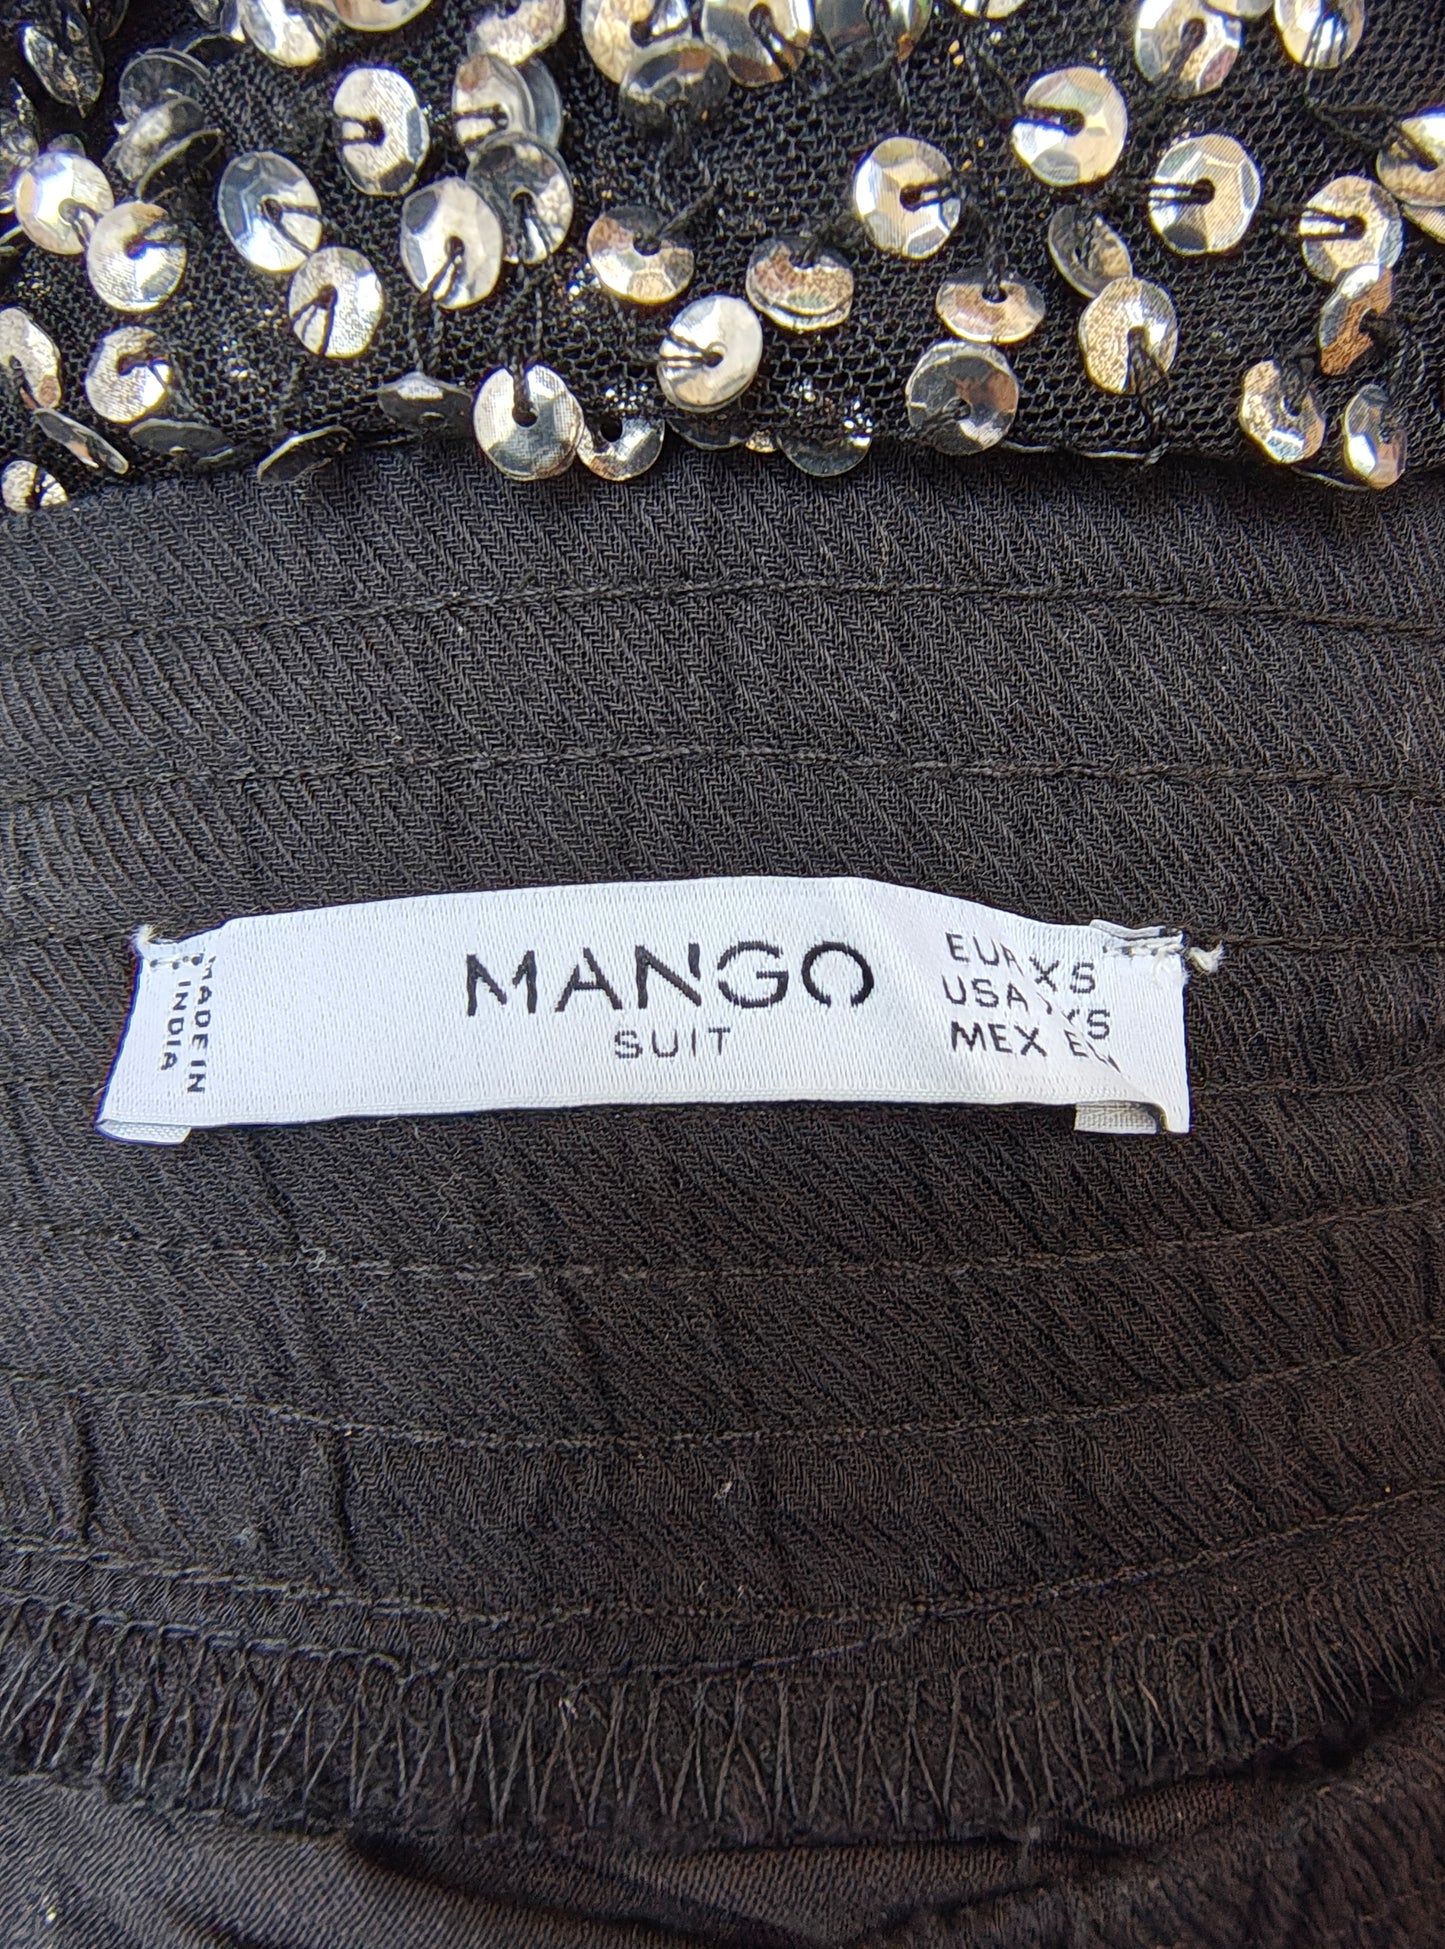 MANGO
SUIT
EUR XS
USA XS
MEX
MADE IN
INDIA